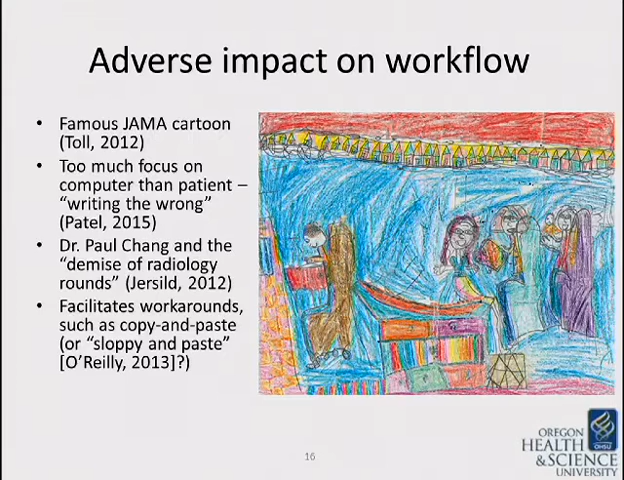 Adverse impact on workflow
• Famous JAMA cartoon
(Toll, 2012)
• Too much focus on
computer than patient –
“writing the wrong”
(Patel, 2015)
• Dr. Paul Chang and the
“demise of radiology
rounds” (Jersild, 2012)
• Facilitates workarounds,
such as copy-and-paste
(or “sloppy and paste”
[O’Reilly, 2013]?)
16
OREGON
HEALTH
OHSU
&SCIENCE
UNIVERSITY